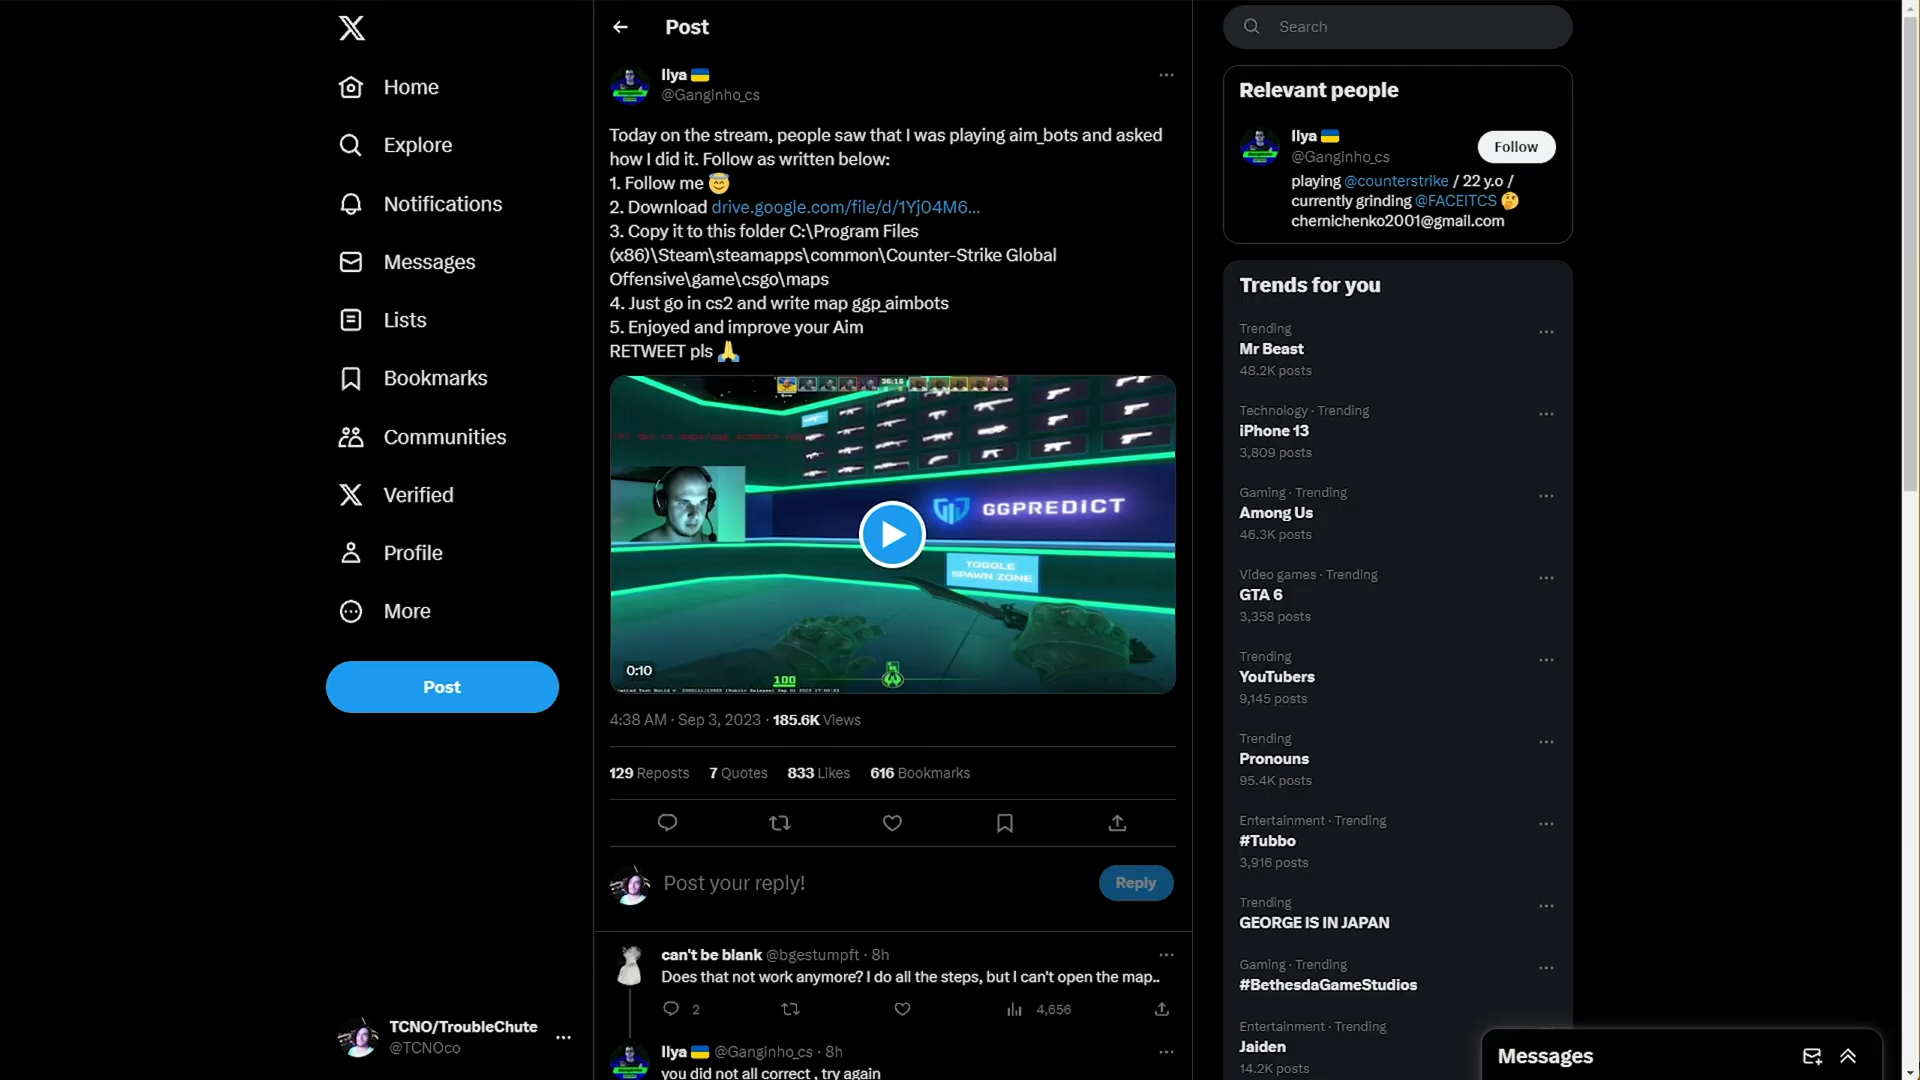 Home
Explore
Notifications
Messages
Lists
Bookmarks
Communities
Verified
Profile
More
Post
TCNO/TroubleChute
@TCNOco
Post
Ilya
@Ganginho_cs
Today on the stream, people saw that I was playing aim_bots and asked
how I did it. Follow as written below:
1. Follow me
2. Download drive.google.com/file/d/1Yj04M6…
3. Copy it to this folder C:\Program Files
(x86)\Steam\steamapps\common\Counter-Strike Global
Offensive\game\csgo\maps
4. Just go in cs2 and write map ggp_aimbots
5. Enjoyed and improve your Aim
RETWEET pls
36:16
GGPREDICT
TOGGLE
SPAWN ZONE
0:10
100
4:38 AM · Sep 3, 2023 · 185.6K Views
129 Reposts 7 Quotes 833 Likes 616 Bookmarks
Post your reply!
Reply
can't be blank @bgestumpft · 8h
Does that not work anymore? I do all the steps, but I can't open the map..
2 4,656
Ilya @Ganginho_cs · 8h
you did not all correct , try again
Search
Relevant people
Ilya
@Ganginho_cs
Follow
playing @counterstrike / 22 y.o /
currently grinding @FACEITCS
chernichenko2001@gmail.com
Trends for you
Trending
Mr Beast
48.2K posts
Technology · Trending
iPhone 13
3,809 posts
Gaming · Trending
Among Us
46.3K posts
Video games · Trending
GTA 6
3,358 posts
Trending
YouTubers
9,145 posts
Trending
Pronouns
95.4K posts
Entertainment · Trending
#Tubbo
3,916 posts
Trending
GEORGE IS IN JAPAN
Gaming · Trending
#BethesdaGameStudios
Entertainment · Trending
Jaiden
14.2K posts
Messages